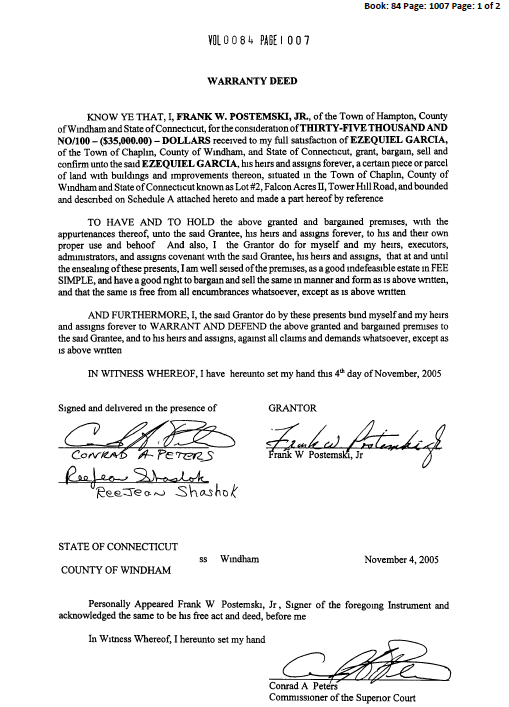 Book: 84 Page: 1007 Page: 1 of 2
VOL 0084 PAGE 1007
WARRANTY DEED
KNOW YE THAT, I, FRANK W. POSTEMSKI, JR., of the Town of Hampton, County
of Windham and State of Connecticut, for the consideration of THIRTY-FIVE THOUSAND AND
NO/100 – ($35,000.00) – DOLLARS received to my full satisfaction of EZEQUIEL GARCIA,
of the Town of Chaplin, County of Windham, and State of Connecticut, grant, bargain, sell and
confirm unto the said EZEQUIEL GARCIA, his heirs and assigns forever, a certain piece or parcel
of land with buildings and improvements thereon, situated in the Town of Chaplin, County of
Windham and State of Connecticut known as Lot #2, Falcon Acres II, Tower Hill Road, and bounded
and described on Schedule A attached hereto and made a part hereof by reference
TO HAVE AND TO HOLD the above granted and bargained premises, with the
appurtenances thereof, unto the said Grantee, his heirs and assigns forever, to his and their own
proper use and behoof And also, I the Grantor do for myself and my heirs, executors,
administrators, and assigns covenant with the said Grantee, his heirs and assigns, that at and until
the ensealing of these presents, I am well seised of the premises, as a good indefeasible estate in FEE
SIMPLE, and have a good right to bargain and sell the same in manner and form as is above written,
and that the same is free from all encumbrances whatsoever, except as is above written
AND FURTHERMORE, I, the said Grantor do by these presents bind myself and my heirs
and assigns forever to WARRANT AND DEFEND the above granted and bargained premises to
the said Grantee, and to his heirs and assigns, against all claims and demands whatsoever, except as
is above written
IN WITNESS WHEREOF, I have hereunto set my hand this 4th day of November, 2005
Signed and delivered in the presence of GRANTOR
CONRAD A. PETERS
Frank W Postemski Jr
Frank W Postemski, Jr
ReeJean Shashok
ReeJean Shashok
STATE OF CONNECTICUT
ss Windham November 4, 2005
COUNTY OF WINDHAM
Personally Appeared Frank W Postemski, Jr, Signer of the foregoing Instrument and
acknowledged the same to be his free act and deed, before me
In Witness Whereof, I hereunto set my hand
Conrad A Peters
Commissioner of the Superior Court